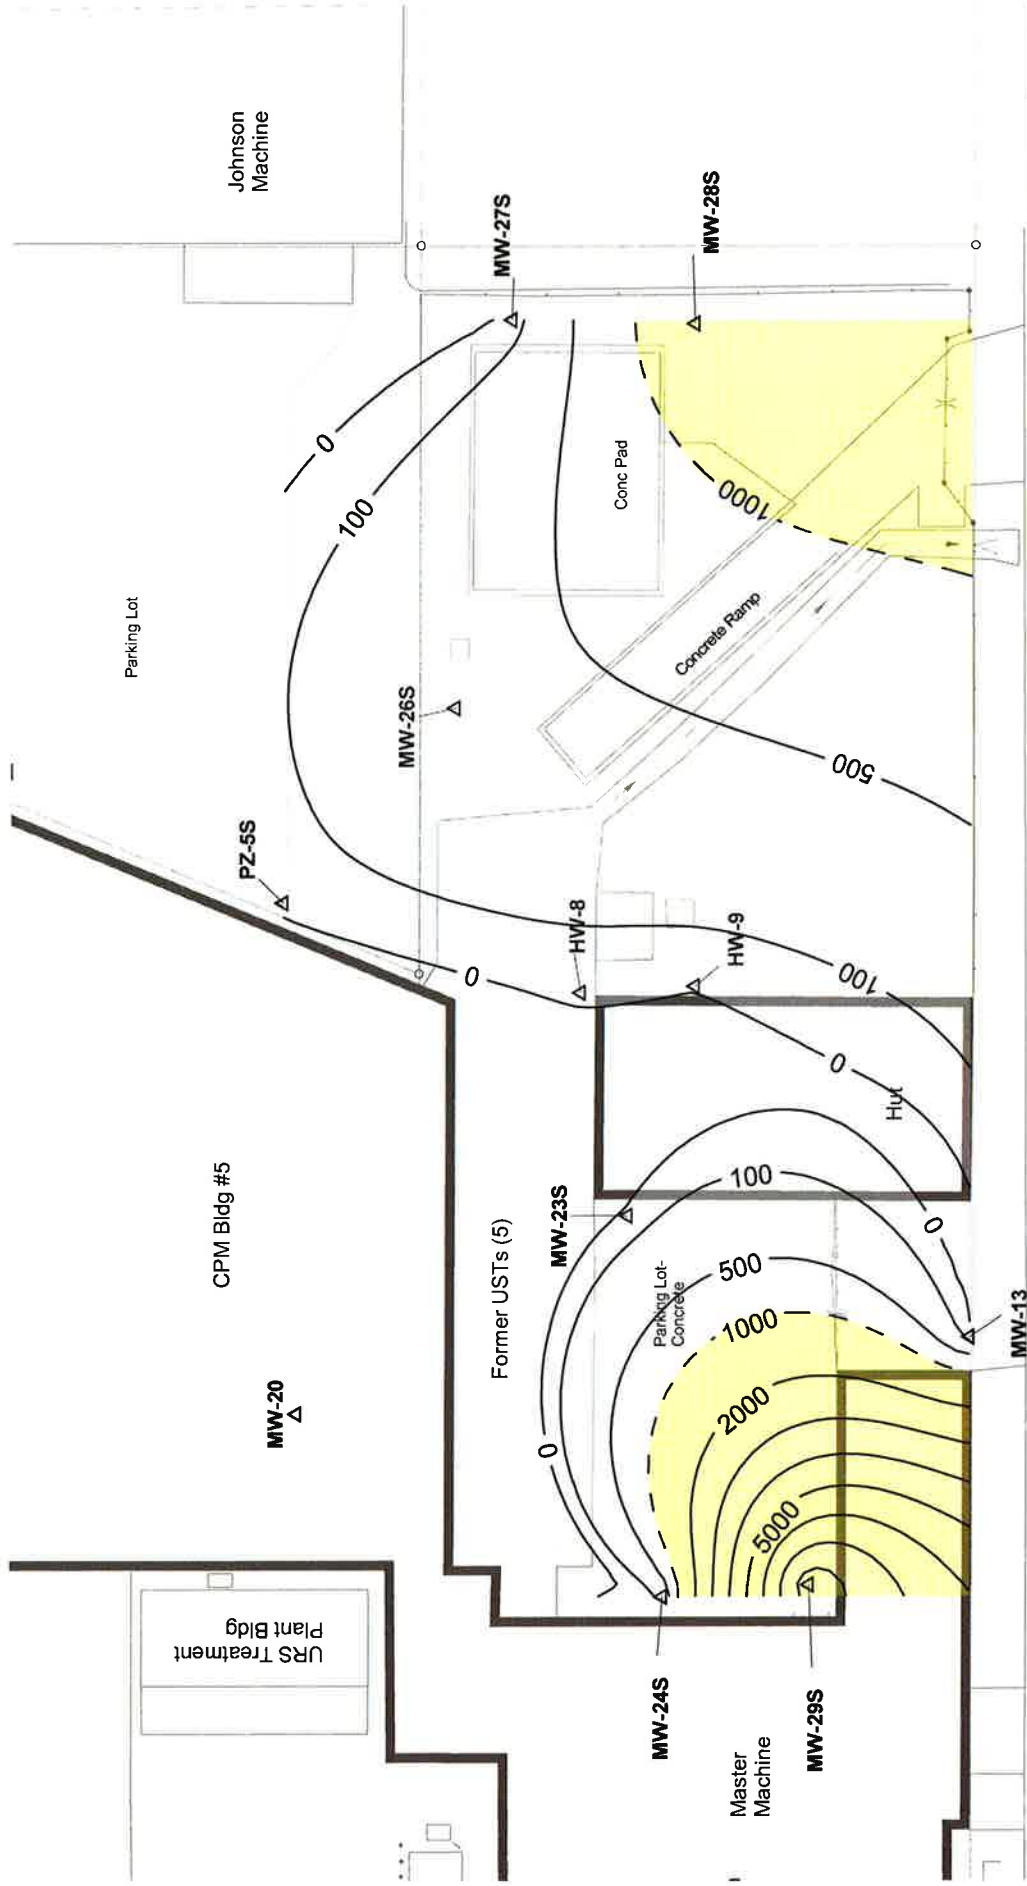 Johnson
Machine
MW-27S
MW-28S
0
100
Conc Pad
1000
Parking Lot
Concrete Ramp
MW-26S
500
PZ-5S
0
HW-8
HW-9
100
0
Hut
CPM Bldg #5
Former USTs (5)
MW-23S
100
0
500
Parking Lot-
Concrete
1000
MW-13
MW-20
2000
0
5000
URS Treatment
Plant Bldg
MW-24S
MW-29S
Master
Machine